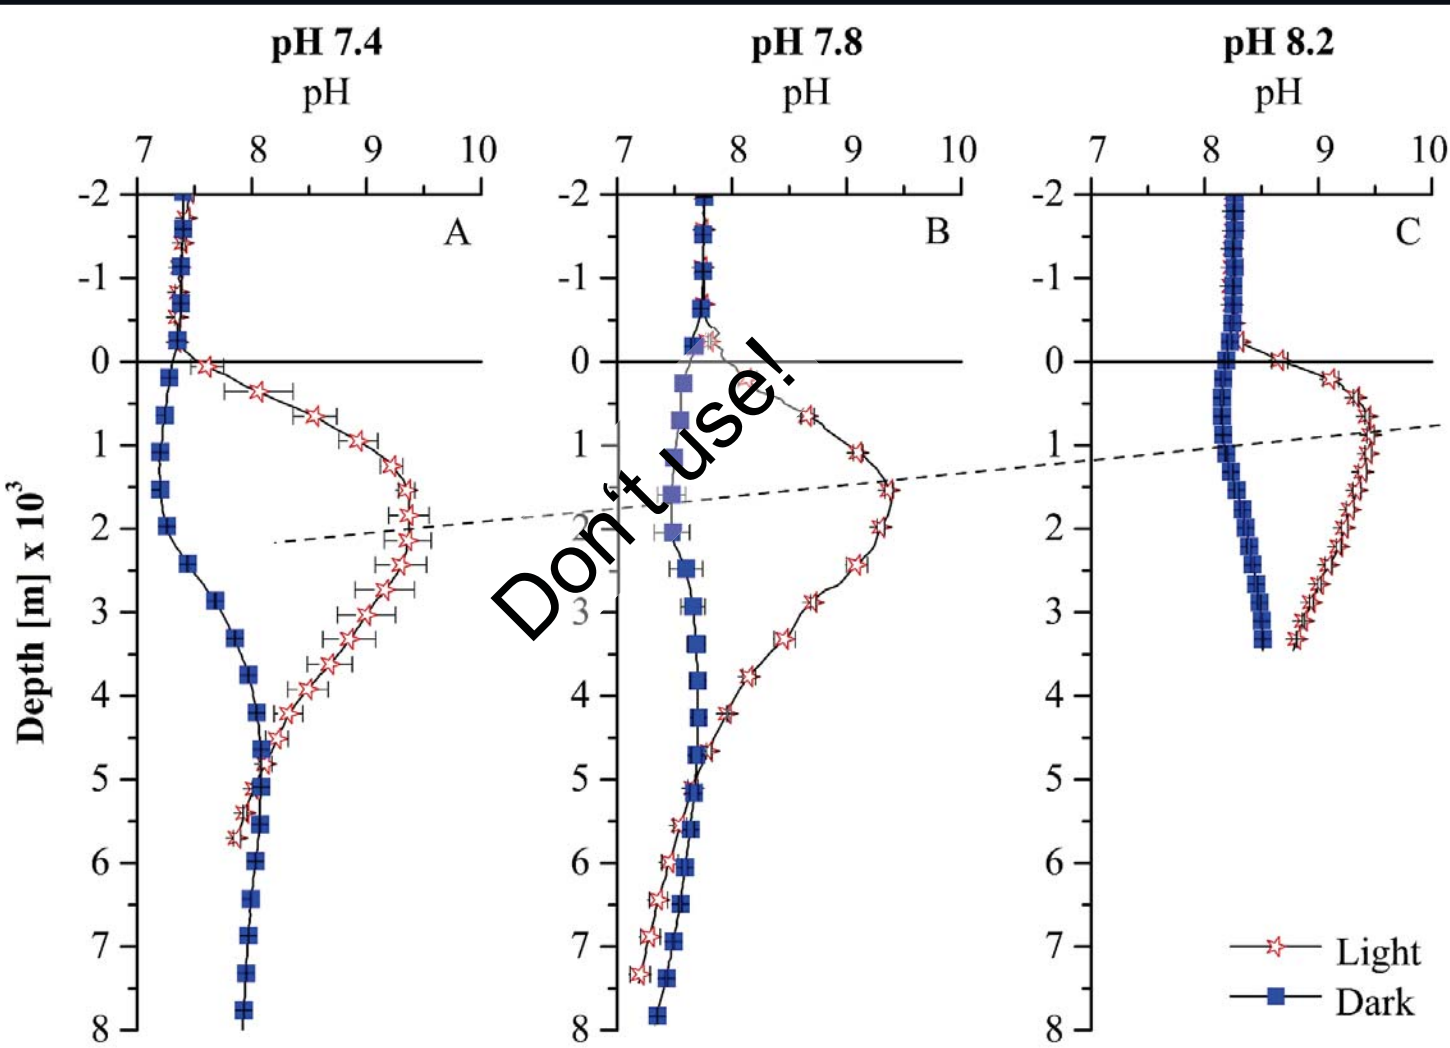 pH 7.4 pH 7.8 pH 8.2
pH pH pH
7 8 9 10 7 8 9 10 7 8 9 10
-2 -2 -2
A B C
-1 -1 -1
0 0 0
1 1 1
2 2 2
3 3 3
4 4 4
5 5 5
6 6 6
7 7 7
8 8 8
Depth [m] x 10³
Don't use!
Light
Dark